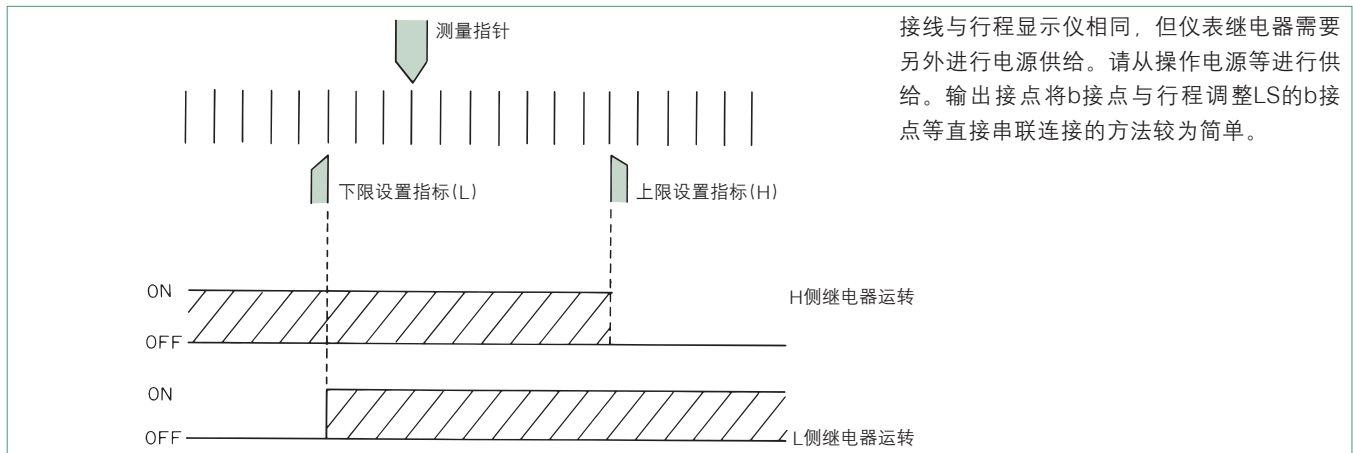 测量指针
接线与行程显示仪相同，但仪表继电器需要
另外进行电源供给。请从操作电源等进行供
给。输出接点将b接点与行程调整LS的b接
点等直接串联连接的方法较为简单。
下限设置指标(L)
上限设置指标(H)
ON
H侧继电器运转
OFF
ON
OFF
L侧继电器运转